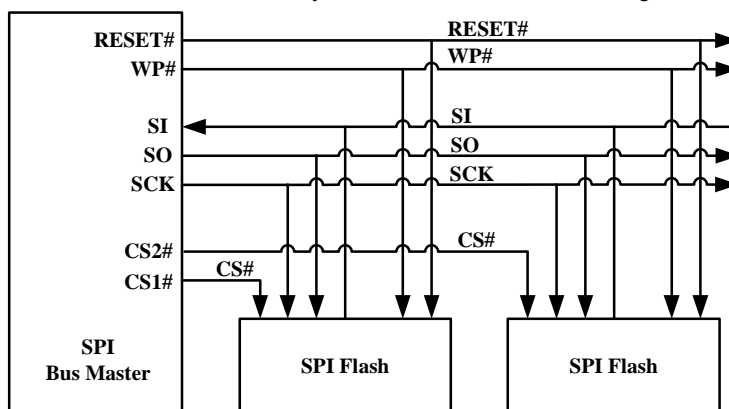 RESET#
RESET#
WP#
WP#
SI
SI
SO
SO
SCK
SCK
CS2#
CS#
CS1#
CS#
SPI
Bus Master
SPI Flash
SPI Flash